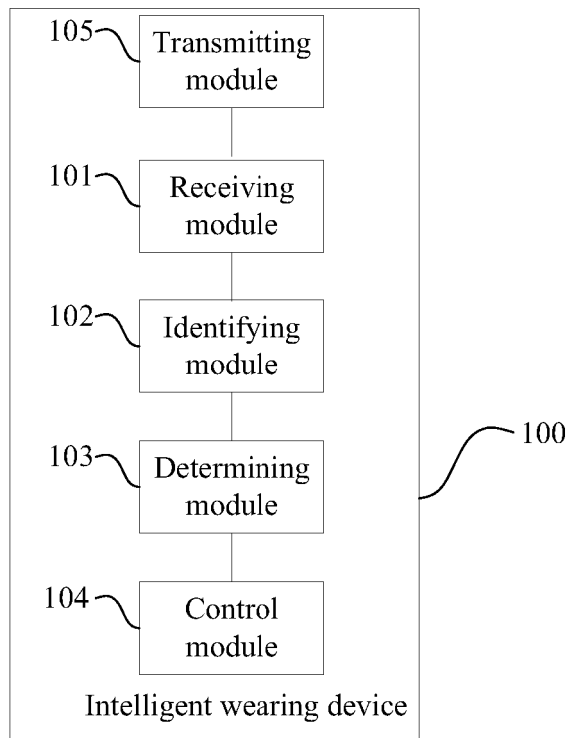 105
Transmitting
module
101
Receiving
module
102
Identifying
module
100
103
Determining
module
104
Control
module
Intelligent wearing device